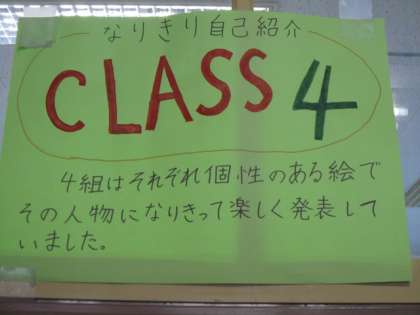 なりきり自己紹介
CLASS 4
4組はそれぞれ個性のある絵で
その人物になりきって楽しく発表して
いました。